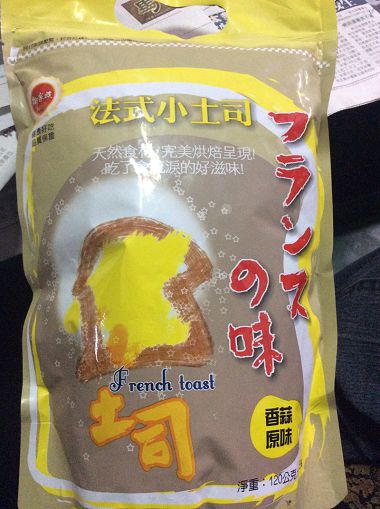 法式小土司
天然食材!完美烘焙呈現!
吃了
淚的好滋味!
フランスの味
French toast
土司
香蒜
原味
淨重：120公克